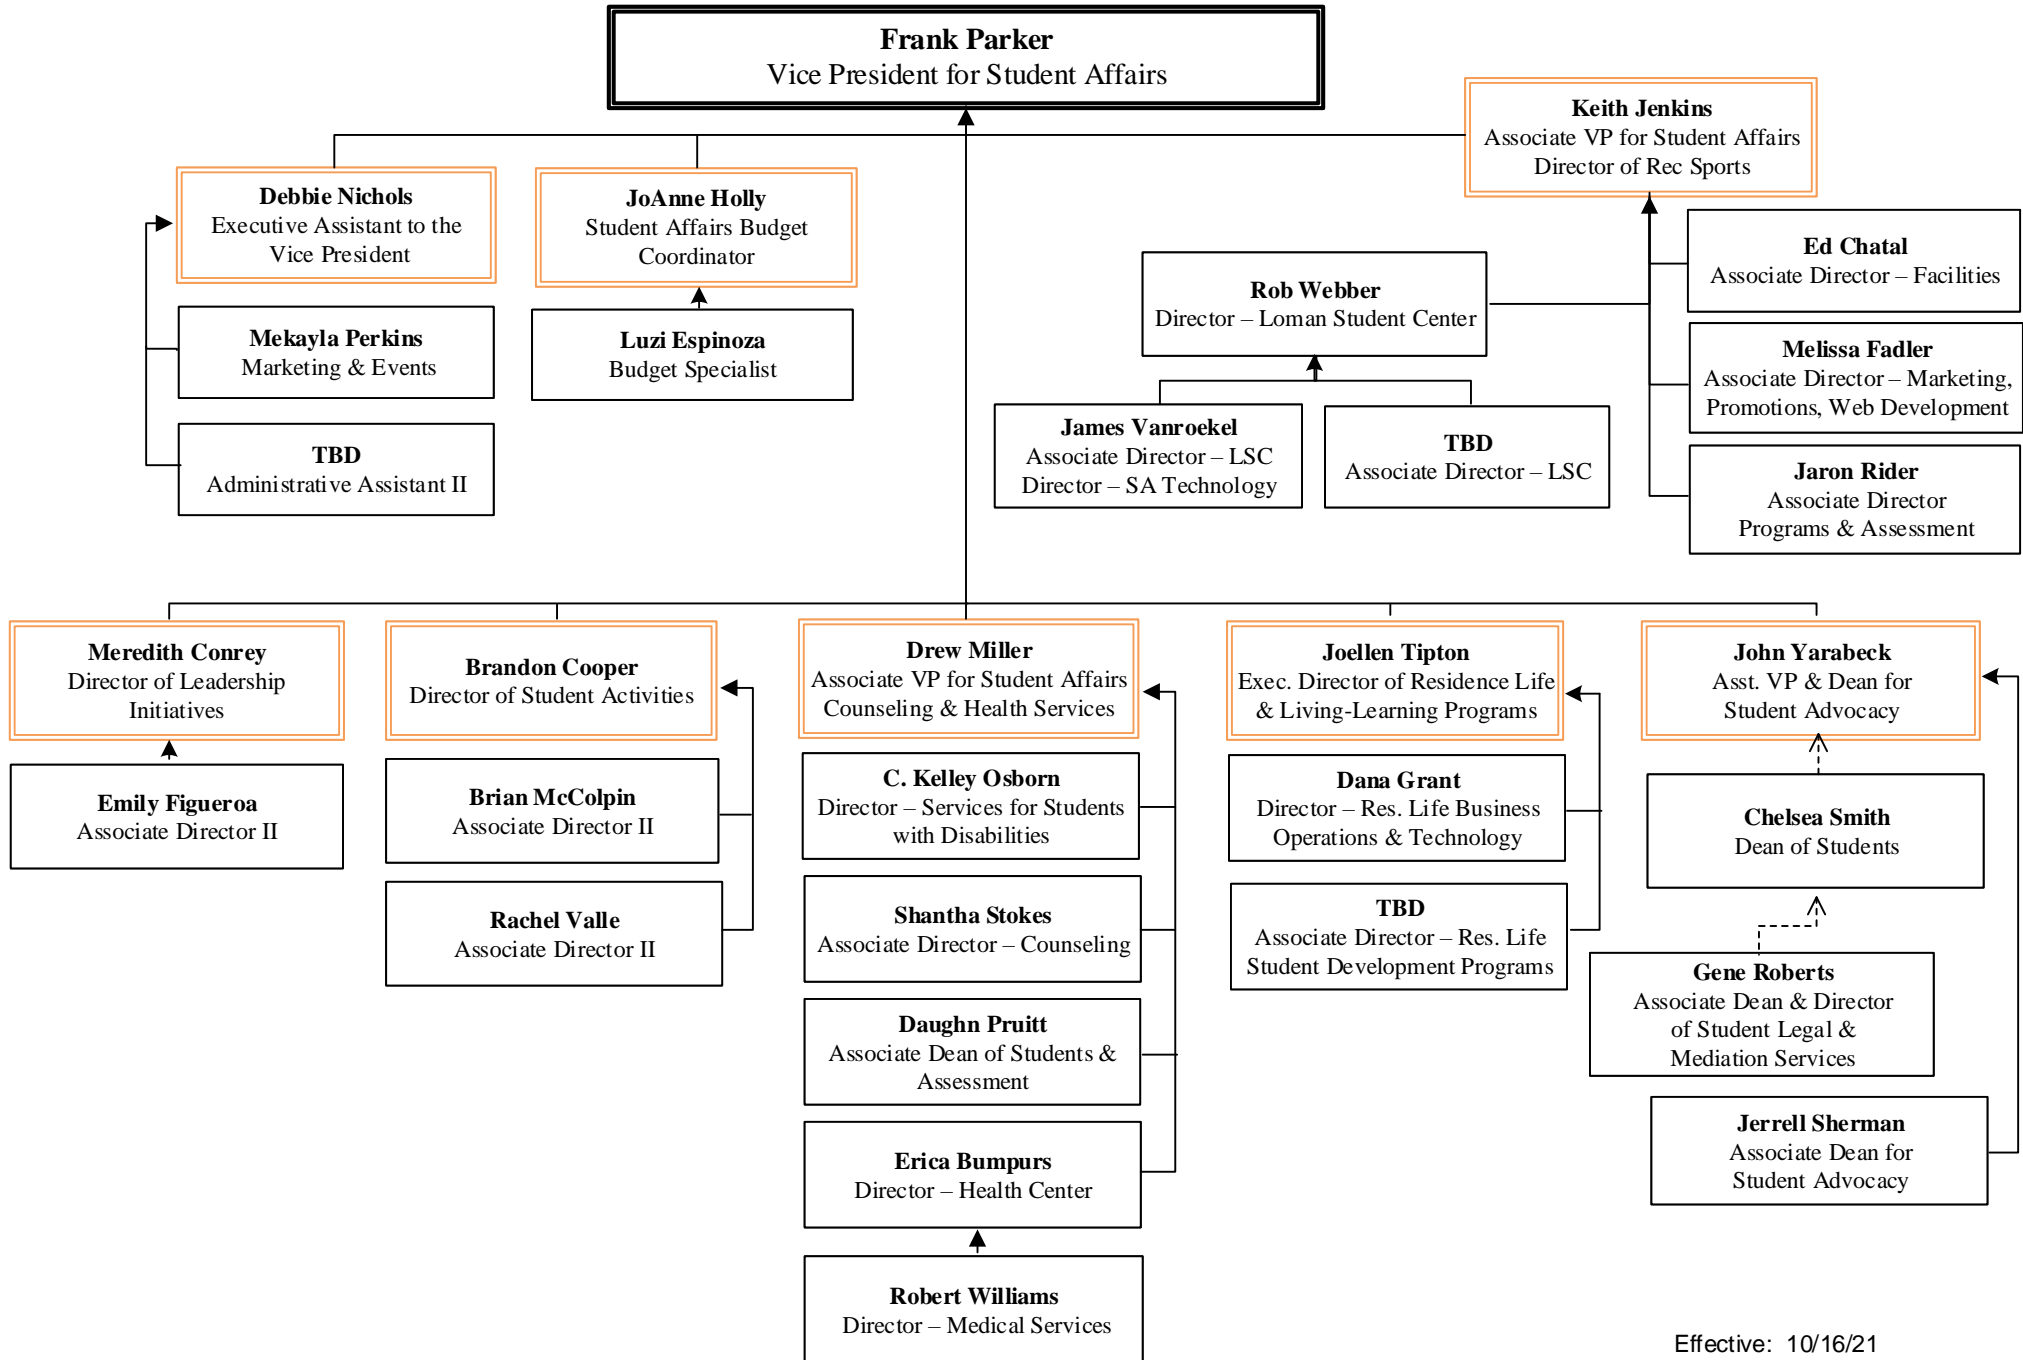 Frank Parker
Vice President for Student Affairs
Keith Jenkins
Associate VP for Student Affairs
Director of Rec Sports
Debbie Nichols
Executive Assistant to the
Vice President
JoAnne Holly
Student Affairs Budget
Coordinator
Mekayla Perkins
Marketing & Events
TBD
Administrative Assistant II
Luzi Espinoza
Budget Specialist
Rob Webber
Director – Loman Student Center
James Vanroekel
Associate Director – LSC
Director – SA Technology
TBD
Associate Director – LSC
Ed Chatal
Associate Director – Facilities
Melissa Fadler
Associate Director – Marketing,
Promotions, Web Development
Jaron Rider
Associate Director
Programs & Assessment
Meredith Conrey
Director of Leadership
Initiatives
Emily Figueroa
Associate Director II
Brandon Cooper
Director of Student Activities
Brian McColpin
Associate Director II
Rachel Valle
Associate Director II
Drew Miller
Associate VP for Student Affairs
Counseling & Health Services
C. Kelley Osborn
Director – Services for Students
with Disabilities
Shantha Stokes
Associate Director – Counseling
Daughn Pruitt
Associate Dean of Students &
Assessment
Erica Bumpurs
Director – Health Center
Robert Williams
Director – Medical Services
Joellen Tipton
Exec. Director of Residence Life
& Living-Learning Programs
Dana Grant
Director – Res. Life Business
Operations & Technology
TBD
Associate Director – Res. Life
Student Development Programs
John Yarabeck
Asst. VP & Dean for
Student Advocacy
Chelsea Smith
Dean of Students
Gene Roberts
Associate Dean & Director
of Student Legal &
Mediation Services
Jerrell Sherman
Associate Dean for
Student Advocacy
Effective: 10/16/21